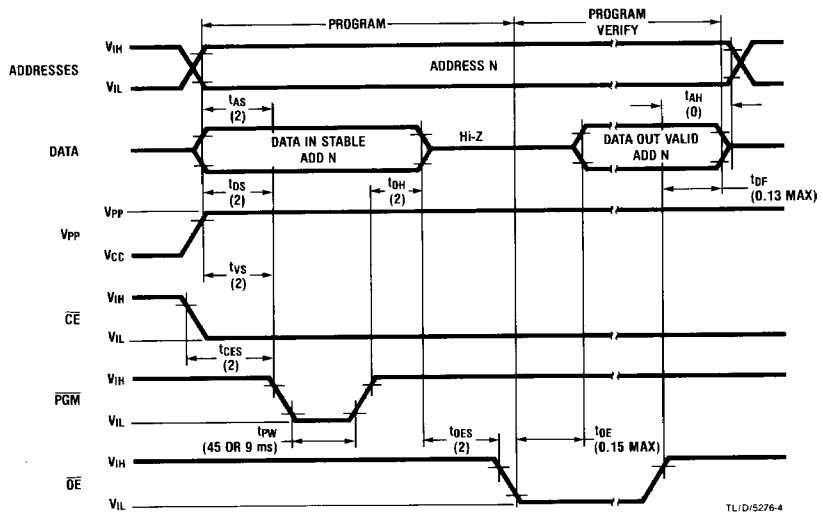 PROGRAM
PROGRAM
VERIFY
ADDRESSES
VIH
VIL
ADDRESS N
tAS
(2)
tAH
(0)
DATA
DATA IN STABLE
ADD N
Hi-Z
DATA OUT VALID
ADD N
tDS
(2)
tDH
(2)
tDF
(0.13 MAX)
VPP
VPP
VCC
tVS
(2)
CE
VIH
VIL
tCES
(2)
PGM
VIH
VIL
tPW
(45 OR 9 ms)
tOES
(2)
tOE
(0.15 MAX)
OE
VIH
VIL
TL/D/5276-4